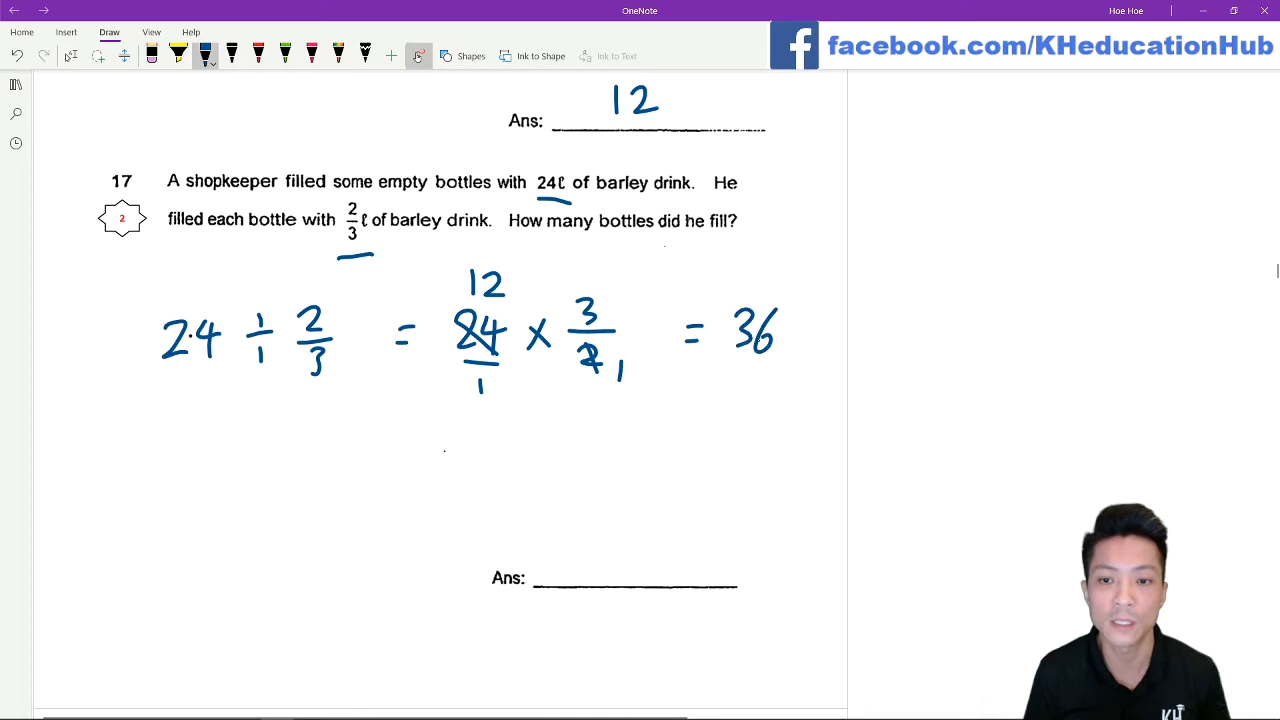 OneNote
Hoe Hoe
Home Insert Draw View Help
Shapes Ink to Shape Ink to Text
facebook.com/KHeducationHub
12
Ans:
17 A shopkeeper filled some empty bottles with 24ℓ of barley drink. He
2 filled each bottle with 2/3 ℓ of barley drink. How many bottles did he fill?
12
24 ÷ 2/3 = 24/1 × 3/2 1 = 36
Ans:
KH